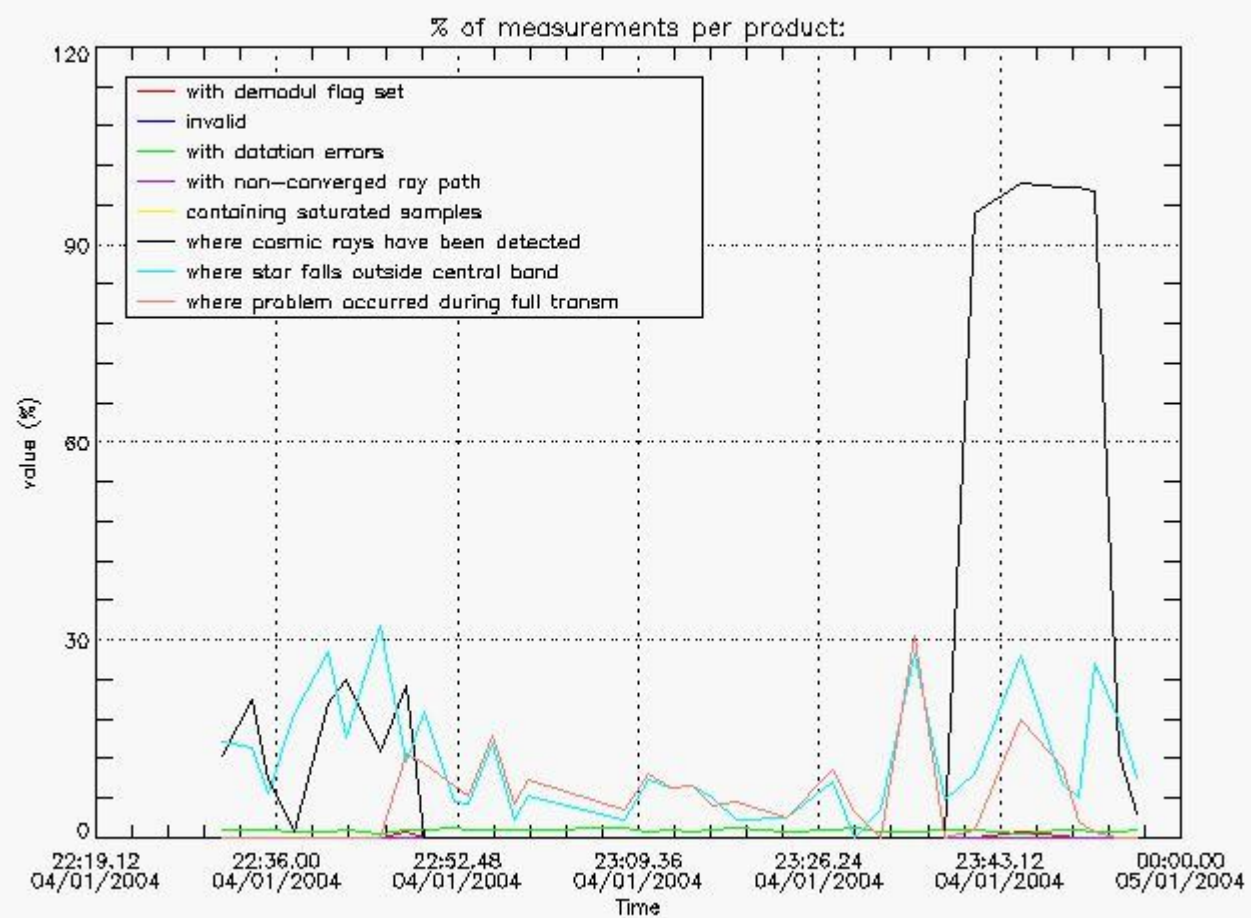 % of measurements per product:
120
with demodul flag set
invalid
with datation errors
with non-converged ray path
containing saturated samples
where cosmic rays have been detected
where star falls outside central band
where problem occurred during full transm
90
60
30
0
value (%)
22:19.12 22:36.00 22:52.48 23:09.36 23:26.24 23:43.12 00:00.00
04/01/2004 04/01/2004 04/01/2004 04/01/2004 04/01/2004 04/01/2004 05/01/2004
Time